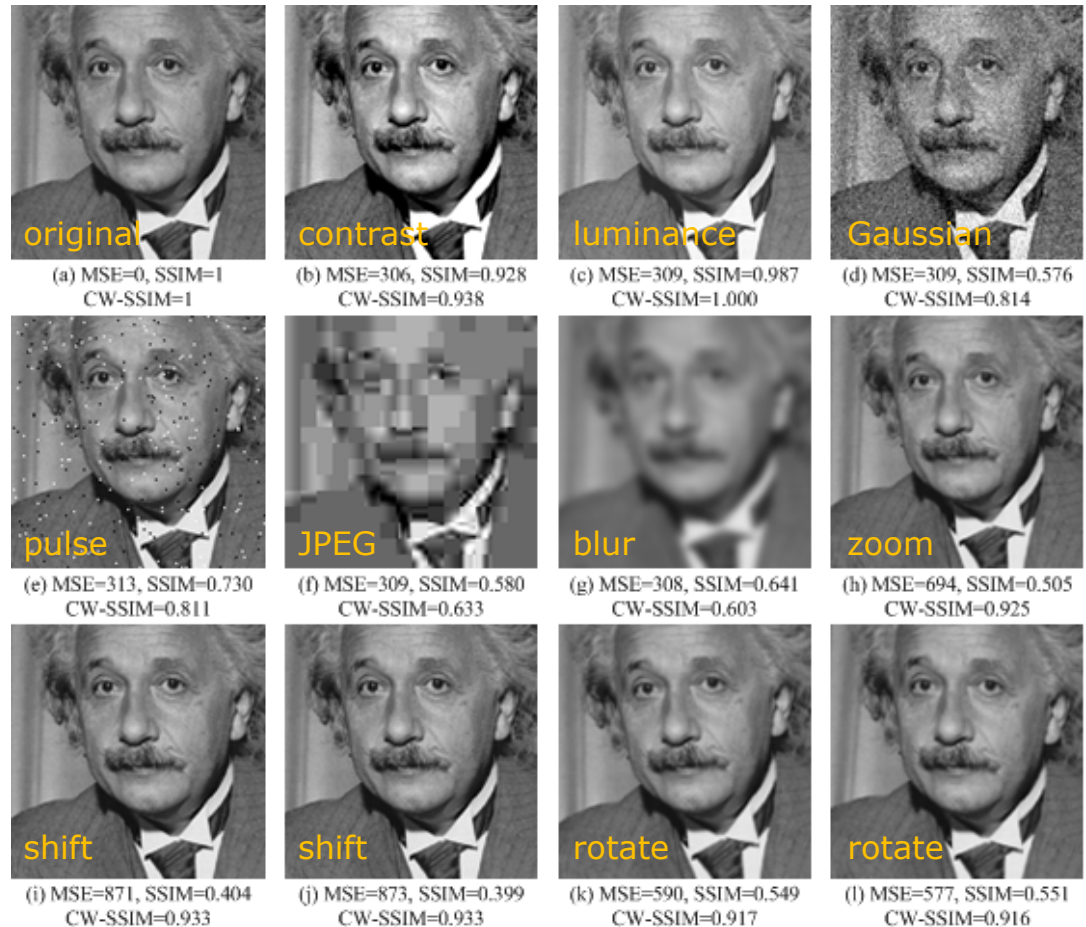 original
contrast
luminance
Gaussian
(a) MSE=0, SSIM=1
CW-SSIM=1
(b) MSE=306, SSIM=0.928
CW-SSIM=0.938
(c) MSE=309, SSIM=0.987
CW-SSIM=1.000
(d) MSE=309, SSIM=0.576
CW-SSIM=0.814
pulse
JPEG
blur
zoom
(e) MSE=313, SSIM=0.730
CW-SSIM=0.811
(f) MSE=309, SSIM=0.580
CW-SSIM=0.633
(g) MSE=308, SSIM=0.641
CW-SSIM=0.603
(h) MSE=694, SSIM=0.505
CW-SSIM=0.925
shift
shift
rotate
rotate
(i) MSE=871, SSIM=0.404
CW-SSIM=0.933
(j) MSE=873, SSIM=0.399
CW-SSIM=0.933
(k) MSE=590, SSIM=0.549
CW-SSIM=0.917
(l) MSE=577, SSIM=0.551
CW-SSIM=0.916